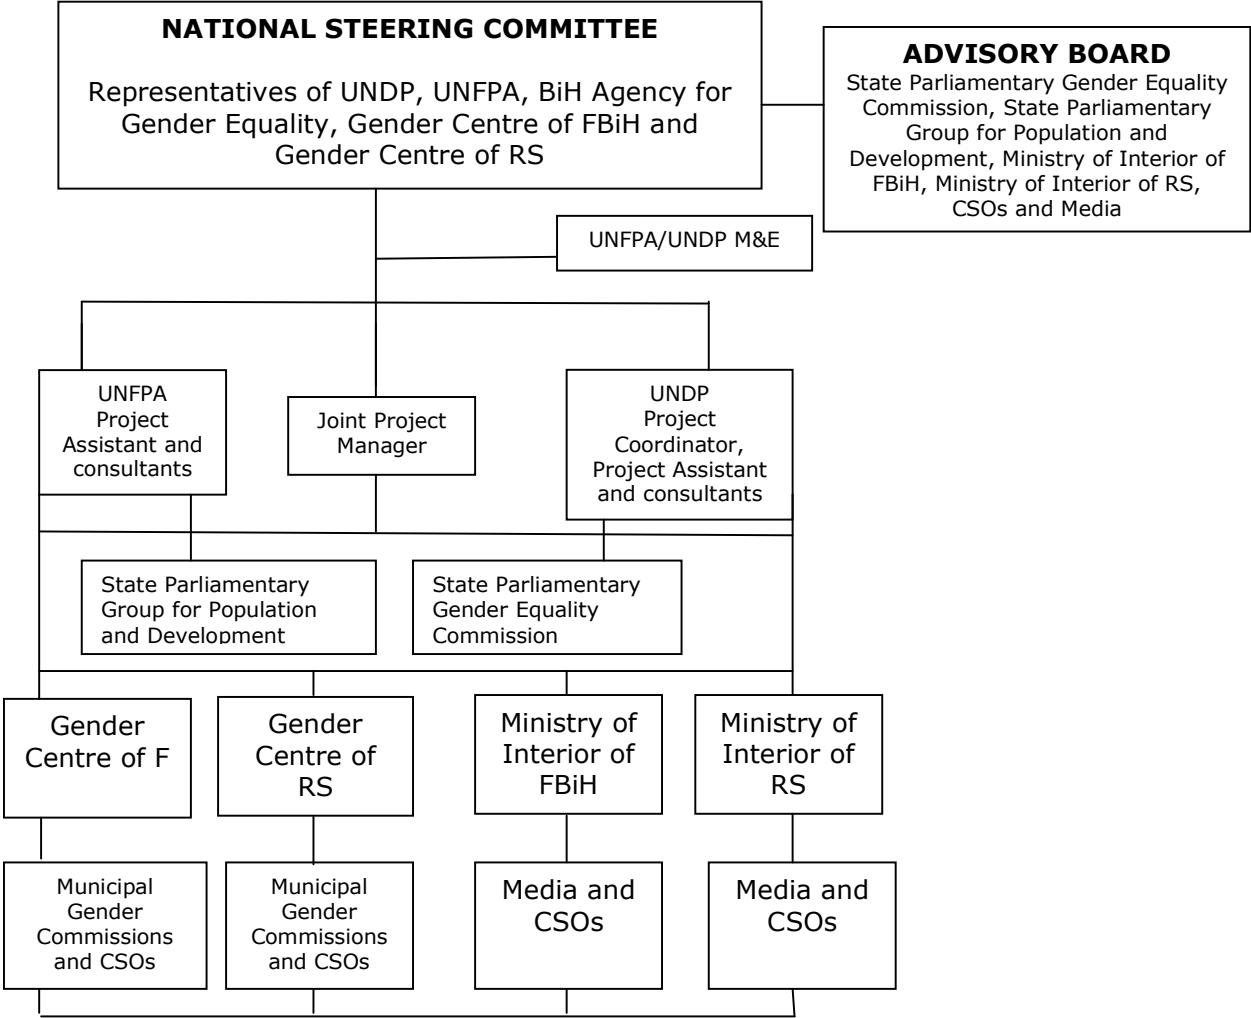 NATIONAL STEERING COMMITTEE
Representatives of UNDP, UNFPA, BiH Agency for
Gender Equality, Gender Centre of FBiH and
Gender Centre of RS
ADVISORY BOARD
State Parliamentary Gender Equality
Commission, State Parliamentary
Group for Population and
Development, Ministry of Interior of
FBiH, Ministry of Interior of RS,
CSOs and Media
UNFPA/UNDP M&E
UNFPA
Project
Assistant and
consultants
Joint Project
Manager
UNDP
Project
Coordinator,
Project Assistant
and consultants
State Parliamentary
Group for Population
and Development
State Parliamentary
Gender Equality
Commission
Gender
Centre of F
Gender
Centre of
RS
Ministry of
Interior of
FBiH
Ministry of
Interior of
RS
Municipal
Gender
Commissions
and CSOs
Municipal
Gender
Commissions
and CSOs
Media and
CSOs
Media and
CSOs